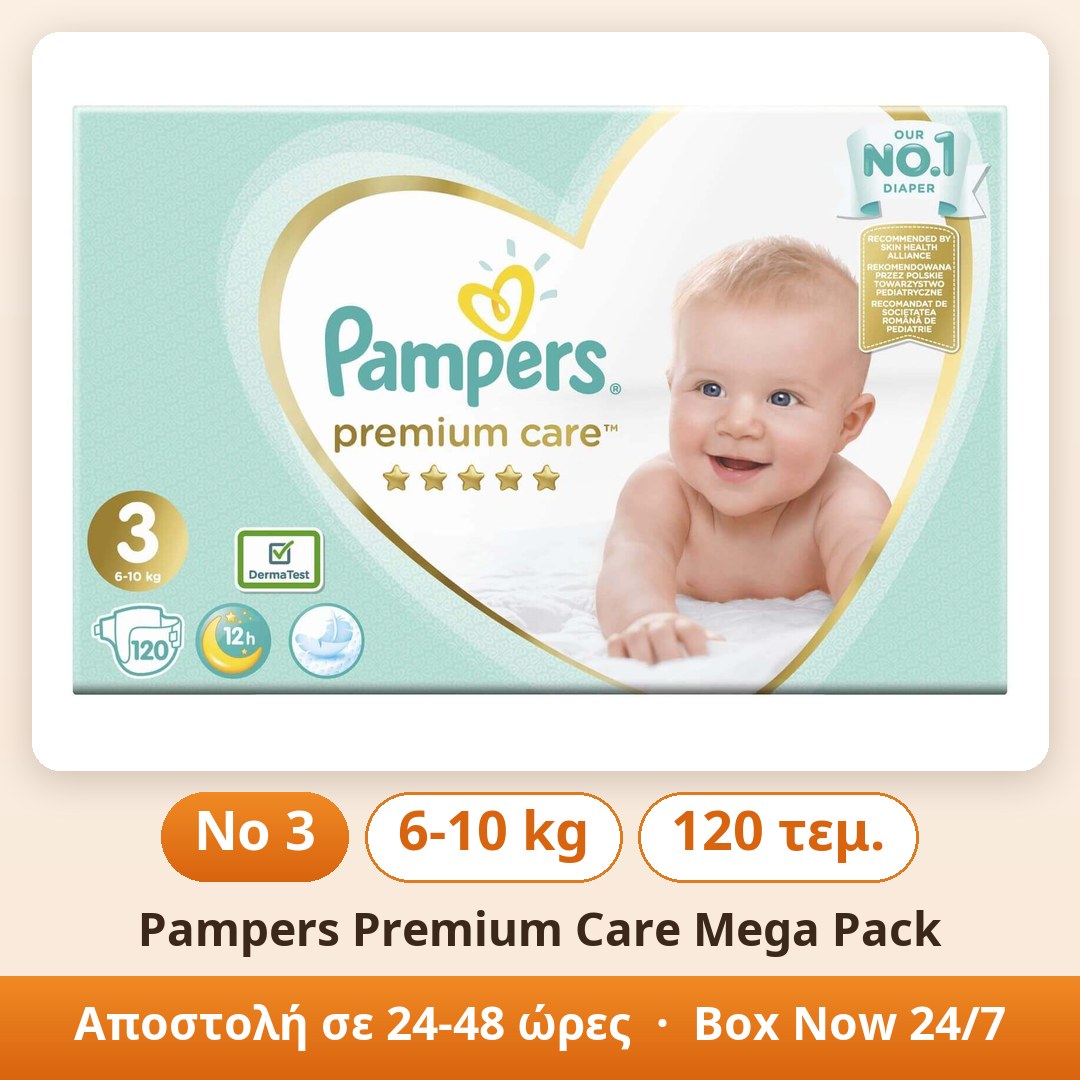 OUR
NO.1
DIAPER
RECOMMENDED BY
SKIN HEALTH
ALLIANCE
REKOMENDOWANA
PRZEZ POLSKIE
TOWARZYSTWO
PEDIATRYCZNE
RECOMANDAT DE
SOCIETATEA
ROMÂNĂ DE
PEDIATRIE
Pampers®
premium care™
3
6-10 kg
DermaTest
120
12h
No 3
6-10 kg
120 τεμ.
Pampers Premium Care Mega Pack
Αποστολή σε 24-48 ώρες · Box Now 24/7